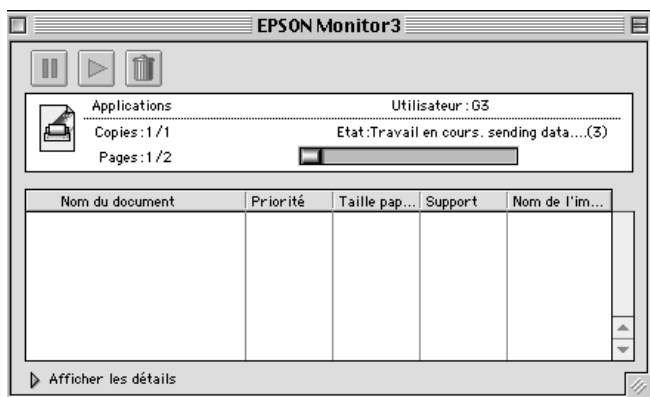 EPSON Monitor3
Applications
Utilisateur : G3
Copies : 1 / 1
Etat :Travail en cours. sending data....(3)
Pages : 1 / 2
Nom du document Priorité Taille pap... Support Nom de l'im...
Afficher les détails